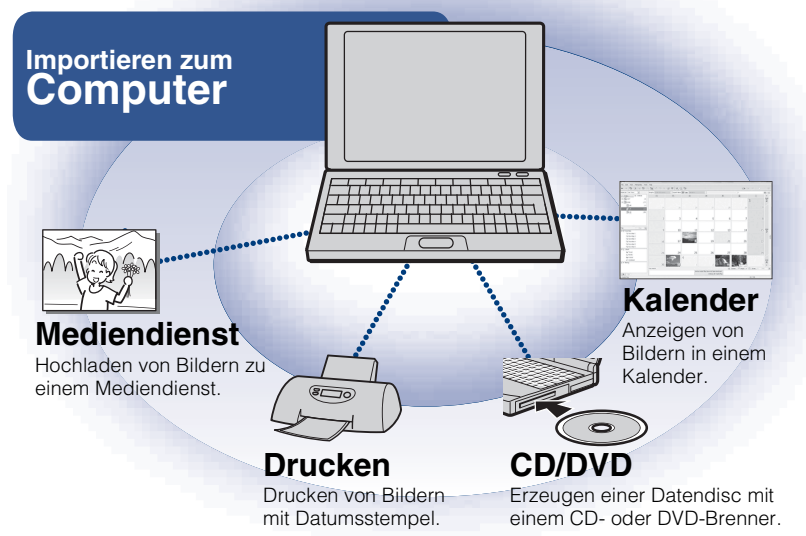 Importieren zum
Computer
Mediendienst
Hochladen von Bildern zu
einem Mediendienst.
Kalender
Anzeigen von
Bildern in einem
Kalender.
Drucken
Drucken von Bildern
mit Datumsstempel.
CD/DVD
Erzeugen einer Datendisc mit
einem CD- oder DVD-Brenner.